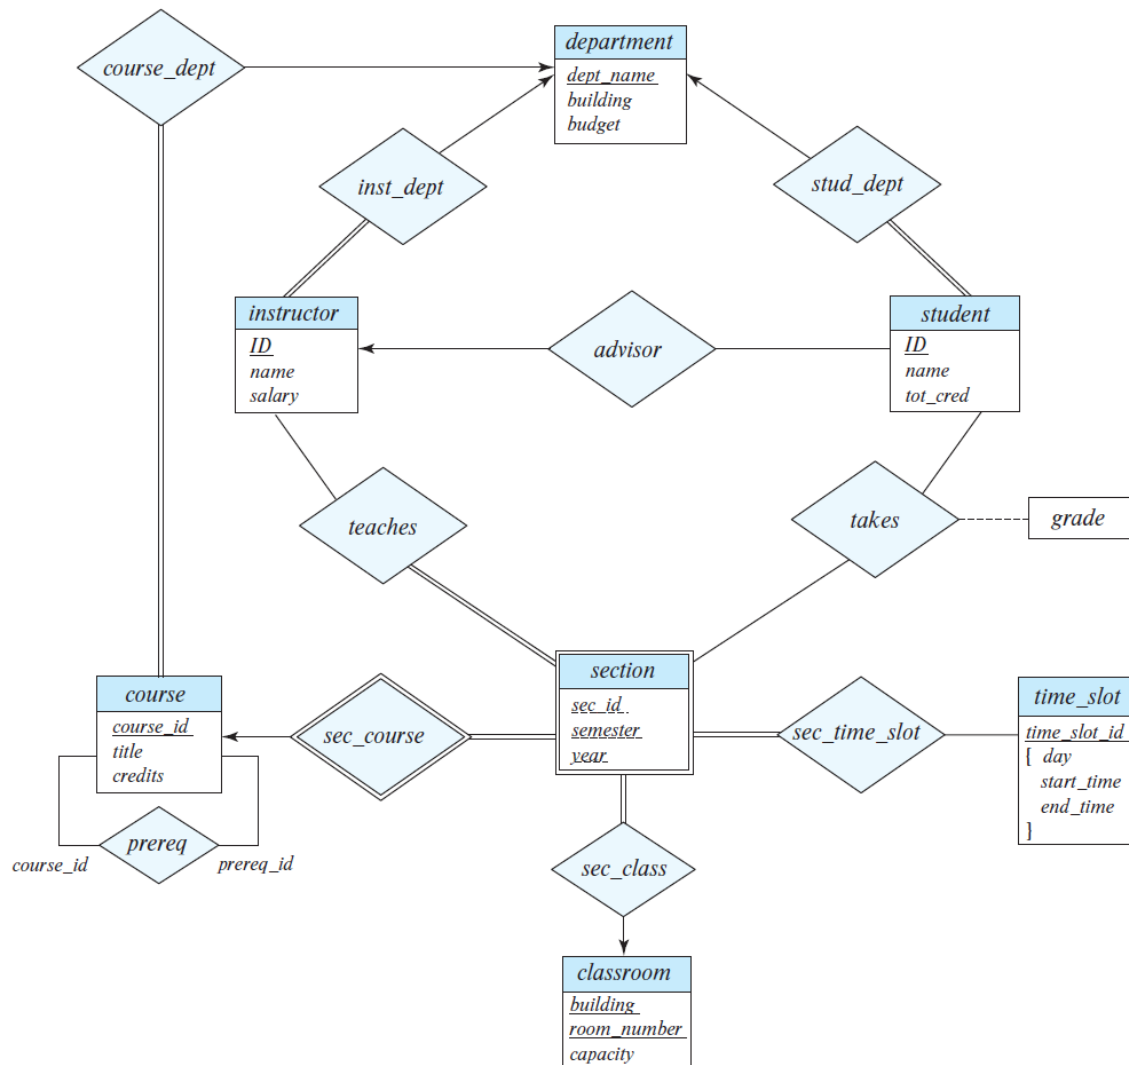 department
course_dept
dept_name
building
budget
inst_dept
stud_dept
instructor
ID
name
salary
advisor
student
ID
name
tot_cred
teaches
takes
grade
section
sec_id
semester
year
course
course_id
title
credits
sec_course
sec_time_slot
time_slot
time_slot_id
{ day
start_time
end_time
}
prereq
course_id
prereq_id
sec_class
classroom
building
room_number
capacity